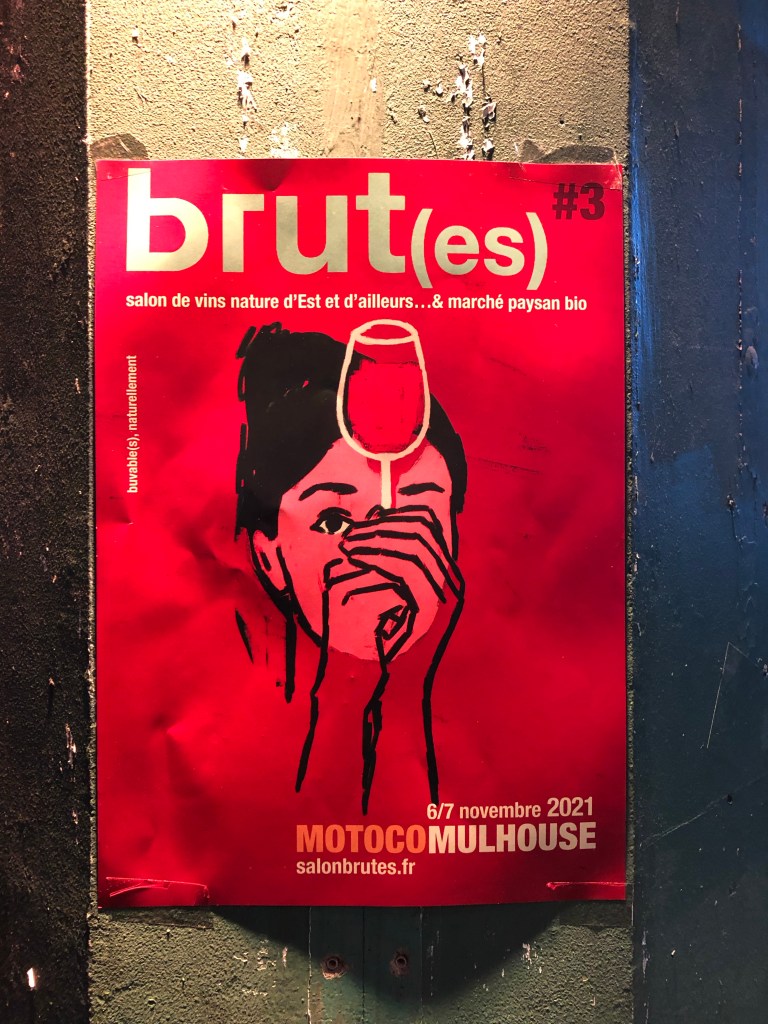 brut(es)
#3
salon de vins nature d'Est et d'ailleurs...& marché paysan bio
buvable(s), naturellement
6/7 novembre 2021
MOTOCOMULHOUSE
salonbrutes.fr